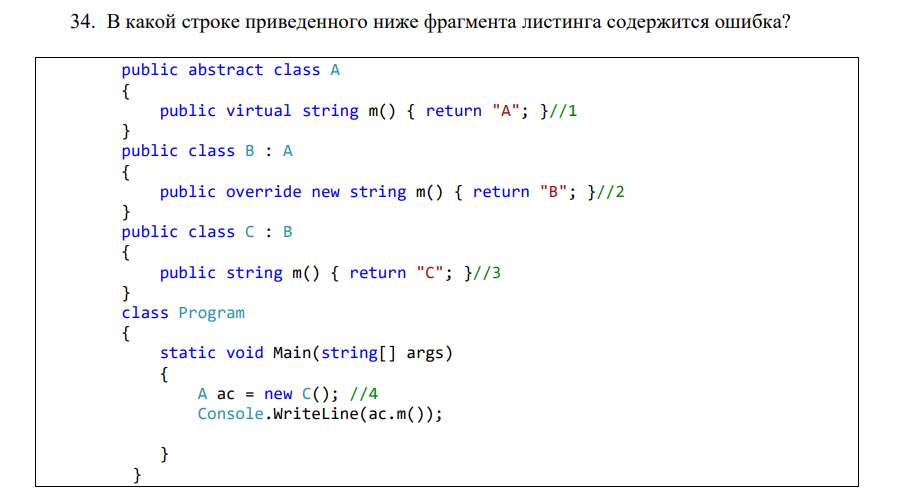 34. В какой строке приведенного ниже фрагмента листинга содержится ошибка?
public abstract class A
{
public virtual string m() { return "A"; }//1
}
public class B : A
{
public override new string m() { return "B"; }//2
}
public class C : B
{
public string m() { return "C"; }//3
}
class Program
{
static void Main(string[] args)
{
A ac = new C(); //4
Console.WriteLine(ac.m());
}
}